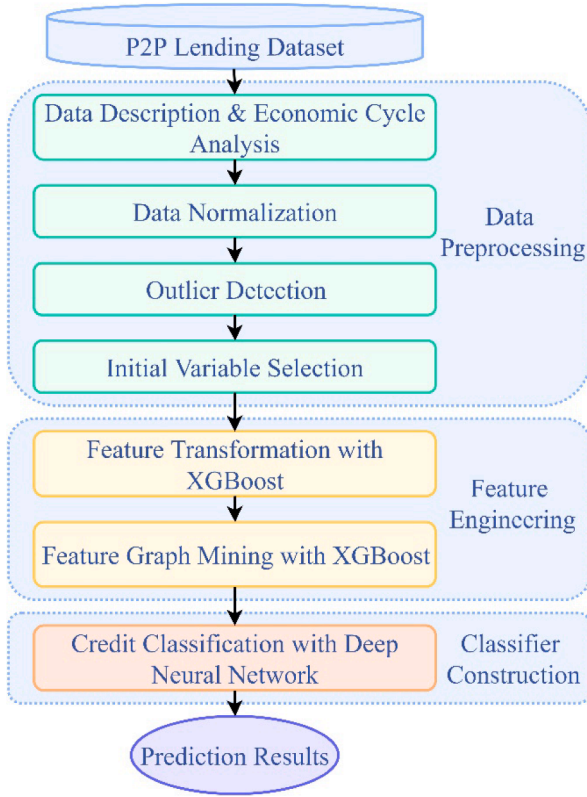 P2P Lending Dataset
Data Description & Economic Cycle
Analysis
Data Normalization
Outlier Detection
Initial Variable Selection
Data
Preprocessing
Feature Transformation with
XGBoost
Feature Graph Mining with XGBoost
Feature
Engineering
Credit Classification with Deep
Neural Network
Classifier
Construction
Prediction Results